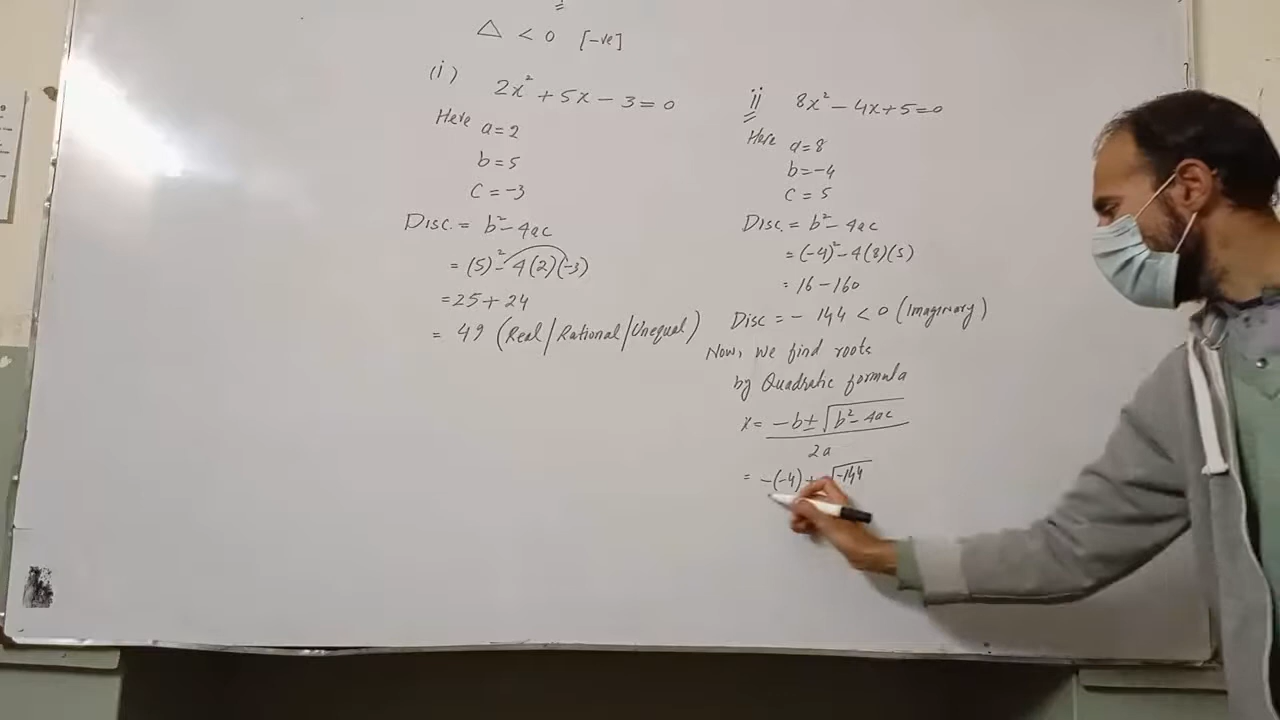 △ < 0 [-ve]
(i) 2x² + 5x - 3 = 0
Here a = 2
b = 5
C = -3
Disc. = b² - 4ac
= (5)² - 4(2)(-3)
= 25 + 24
= 49 (Real/Rational/Unequal)
ii 8x² - 4x + 5 = 0
Here a = 8
b = -4
C = 5
Disc. = b² - 4ac
= (-4)² - 4(8)(5)
= 16 - 160
Disc = - 144 < 0 (Imaginary)
Now, we find roots
by Quadratic formula
x = \frac{-b ± √(b² - 4ac)}{2a}
= -(-4) ± √-144